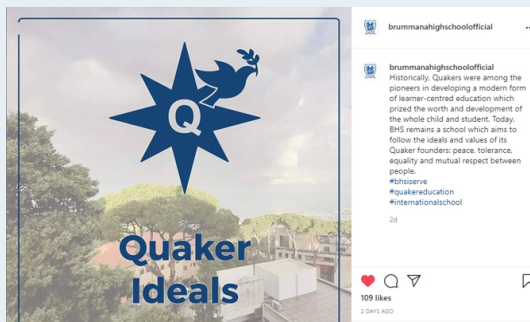 Q
Quaker
Ideals
brummanahighschoolofficial
brummanahighschoolofficial
Historically, Quakers were among the
pioneers in developing a modern form
of learner-centred education which
prized the worth and development of
the whole child and student. Today,
BHS remains a school which aims to
follow the ideals and values of its
Quaker founders: peace, tolerance,
equality and mutual respect between
people.
#bhsiserve
#quakereducation
#internationalschool
2d
109 likes
2 DAYS AGO